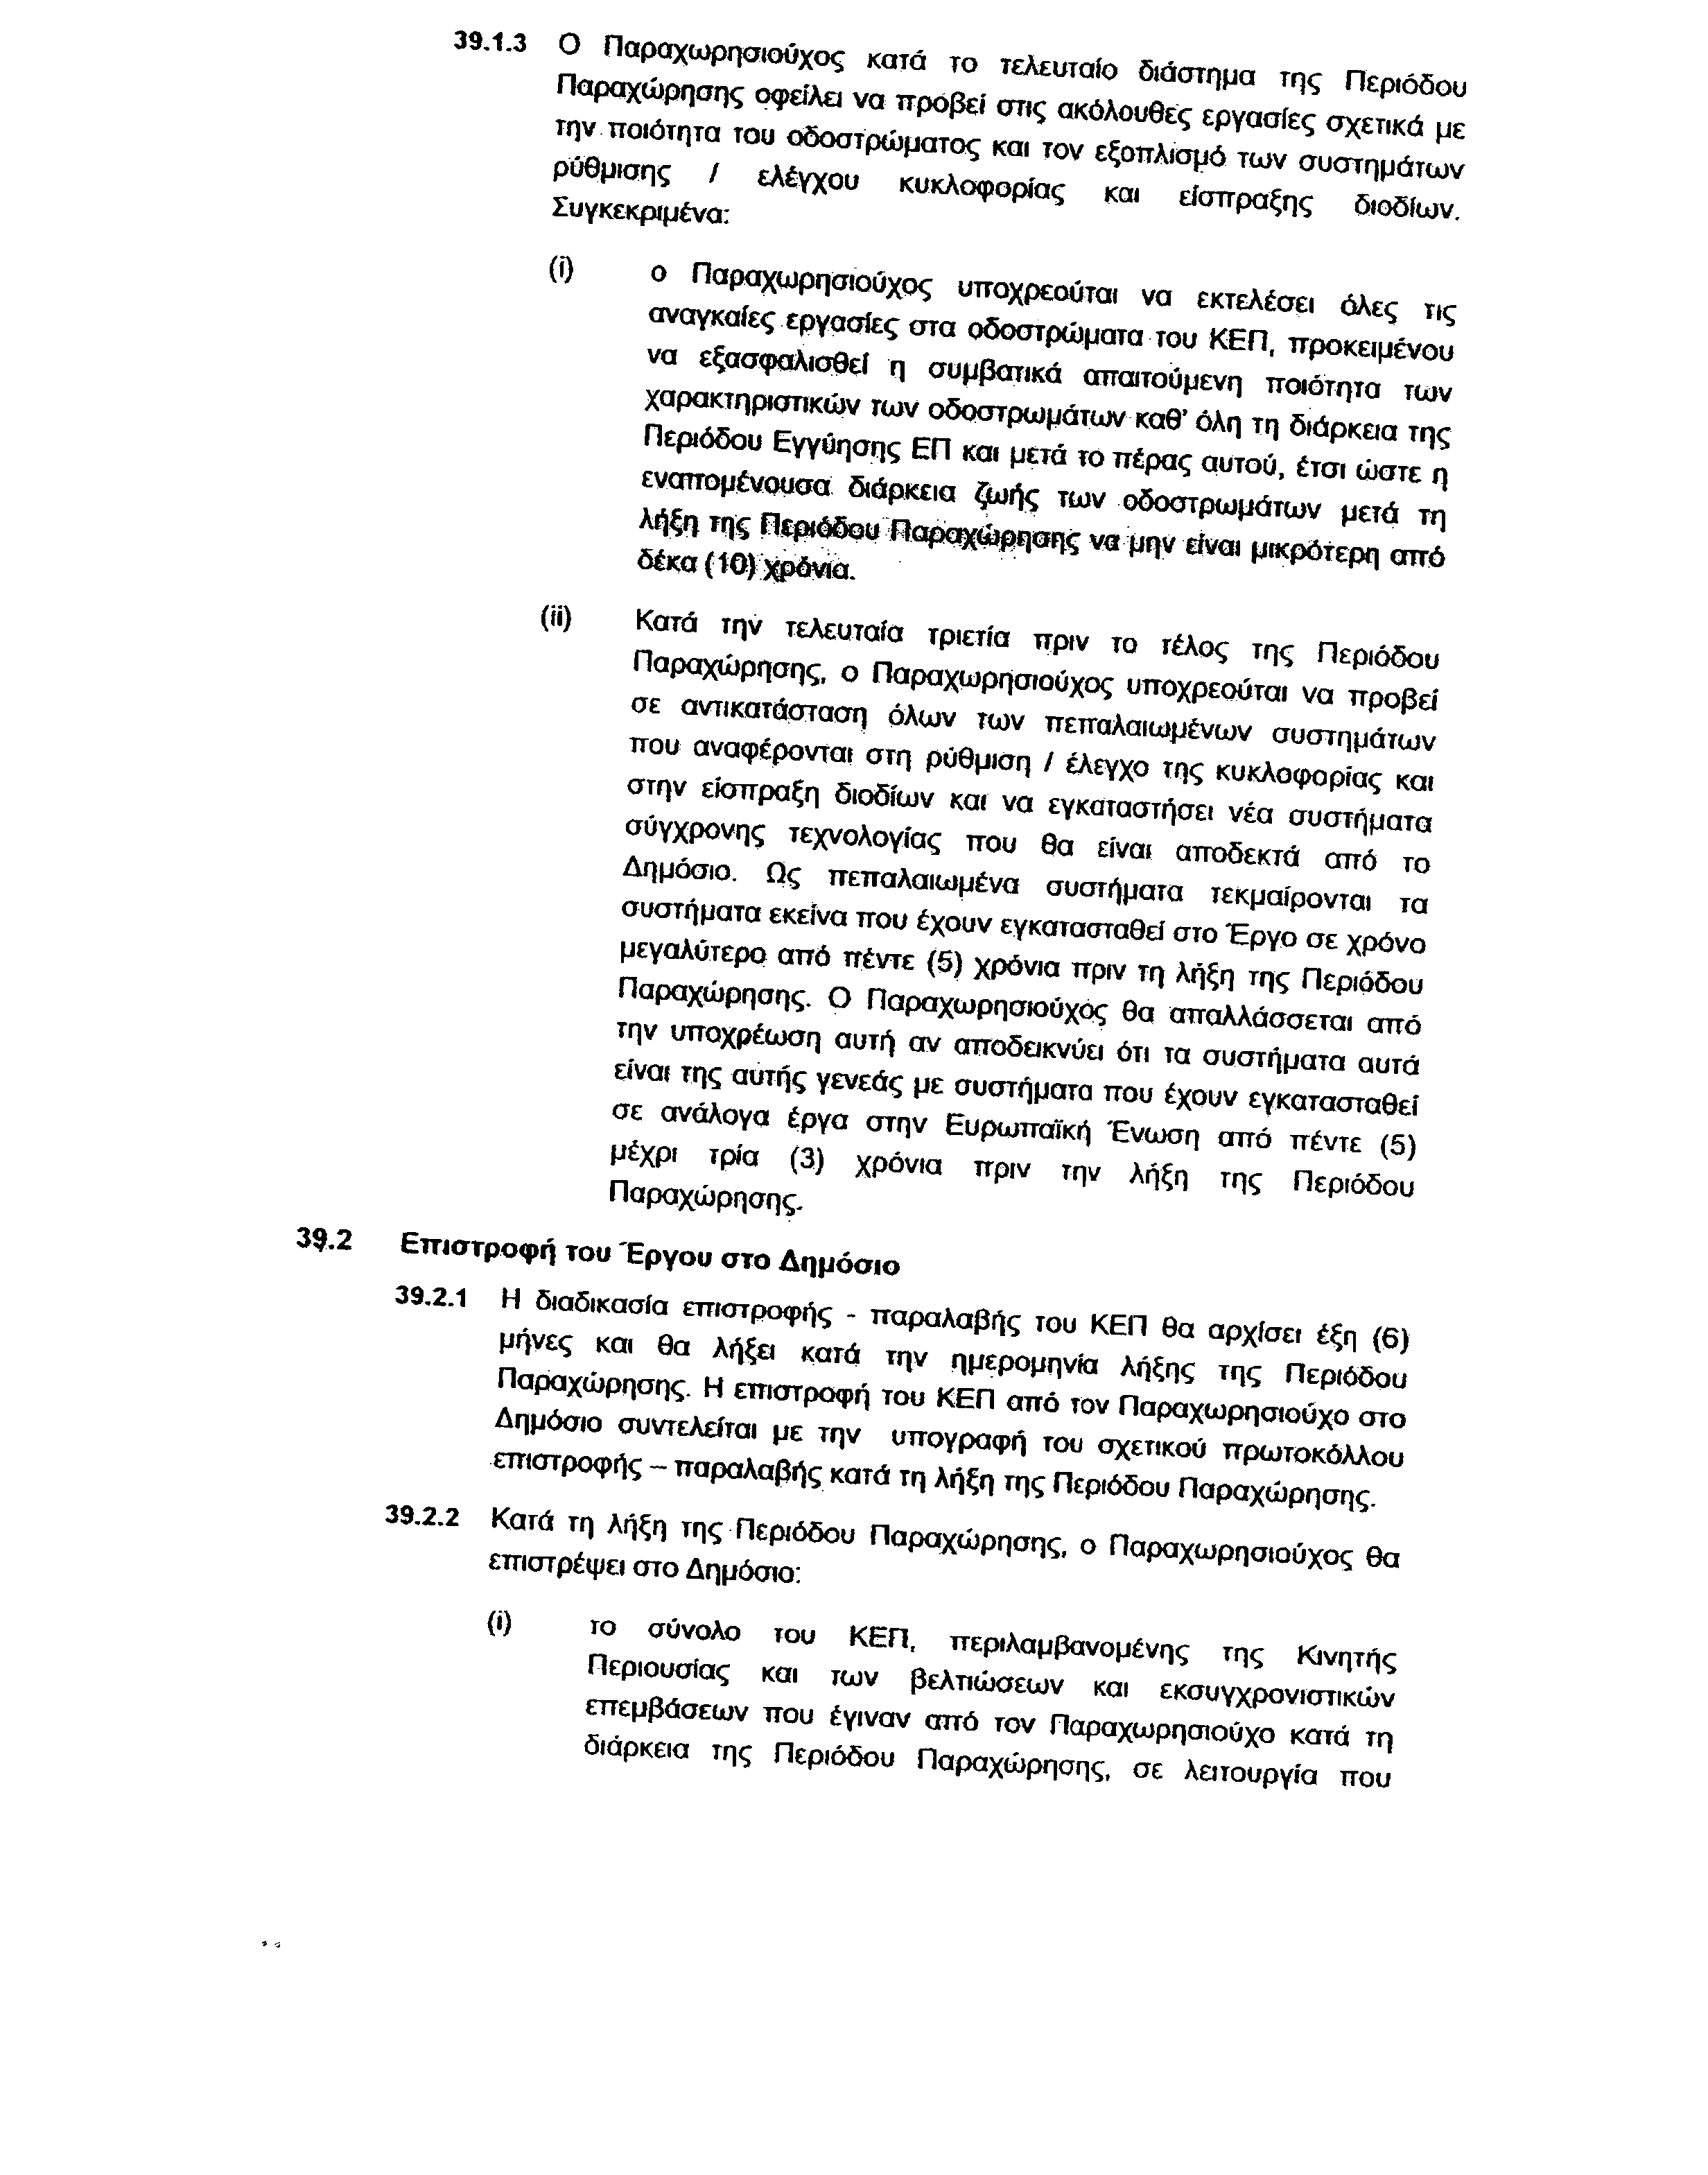 39.1.3 Ο Παραχωρησιούχος κατά το τελευταίο διάστημα της Περιόδου
Παραχώρησης οφείλει να προβεί στις ακόλουθες εργασίες σχετικά με
την ποιότητα του οδοστρώματος και τον εξοπλισμό των συστημάτων
ρύθμισης / ελέγχου κυκλοφορίας και είσπραξης διοδίων.
Συγκεκριμένα:
(i) ο Παραχωρησιούχος υποχρεούται να εκτελέσει όλες τις
αναγκαίες εργασίες στα οδοστρώματα του ΚΕΠ, προκειμένου
να εξασφαλισθεί η συμβατικά απαιτούμενη ποιότητα των
χαρακτηριστικών των οδοστρωμάτων καθ' όλη τη διάρκεια της
Περιόδου Εγγύησης ΕΠ και μετά το πέρας αυτού, έτσι ώστε η
εναπομένουσα διάρκεια ζωής των οδοστρωμάτων μετά τη
λήξη της Περιόδου Παραχώρησης να μην είναι μικρότερη από
δέκα (10) χρόνια.
(ii) Κατά την τελευταία τριετία πριν το τέλος της Περιόδου
Παραχώρησης, ο Παραχωρησιούχος υποχρεούται να προβεί
σε αντικατάσταση όλων των πεπαλαιωμένων συστημάτων
που αναφέρονται στη ρύθμιση / έλεγχο της κυκλοφορίας και
στην είσπραξη διοδίων και να εγκαταστήσει νέα συστήματα
σύγχρονης τεχνολογίας που θα είναι αποδεκτά από το
Δημόσιο. Ως πεπαλαιωμένα συστήματα τεκμαίρονται τα
συστήματα εκείνα που έχουν εγκατασταθεί στο Έργο σε χρόνο
μεγαλύτερο από πέντε (5) χρόνια πριν τη λήξη της Περιόδου
Παραχώρησης. Ο Παραχωρησιούχος θα απαλλάσσεται από
την υποχρέωση αυτή αν αποδεικνύει ότι τα συστήματα αυτά
είναι της αυτής γενεάς με συστήματα που έχουν εγκατασταθεί
σε ανάλογα έργα στην Ευρωπαϊκή Ένωση από πέντε (5)
μέχρι τρία (3) χρόνια πριν την λήξη της Περιόδου
Παραχώρησης.
39.2 Επιστροφή του Έργου στο Δημόσιο
39.2.1 Η διαδικασία επιστροφής - παραλαβής του ΚΕΠ θα αρχίσει έξη (6)
μήνες και θα λήξει κατά την ημερομηνία λήξης της Περιόδου
Παραχώρησης. Η επιστροφή του ΚΕΠ από τον Παραχωρησιούχο στο
Δημόσιο συντελείται με την υπογραφή του σχετικού πρωτοκόλλου
επιστροφής – παραλαβής κατά τη λήξη της Περιόδου Παραχώρησης.
39.2.2 Κατά τη λήξη της Περιόδου Παραχώρησης, ο Παραχωρησιούχος θα
επιστρέψει στο Δημόσιο:
(i) το σύνολο του ΚΕΠ, περιλαμβανομένης της Κινητής
Περιουσίας και των βελτιώσεων και εκσυγχρονιστικών
επεμβάσεων που έγιναν από τον Παραχωρησιούχο κατά τη
διάρκεια της Περιόδου Παραχώρησης, σε λειτουργία που